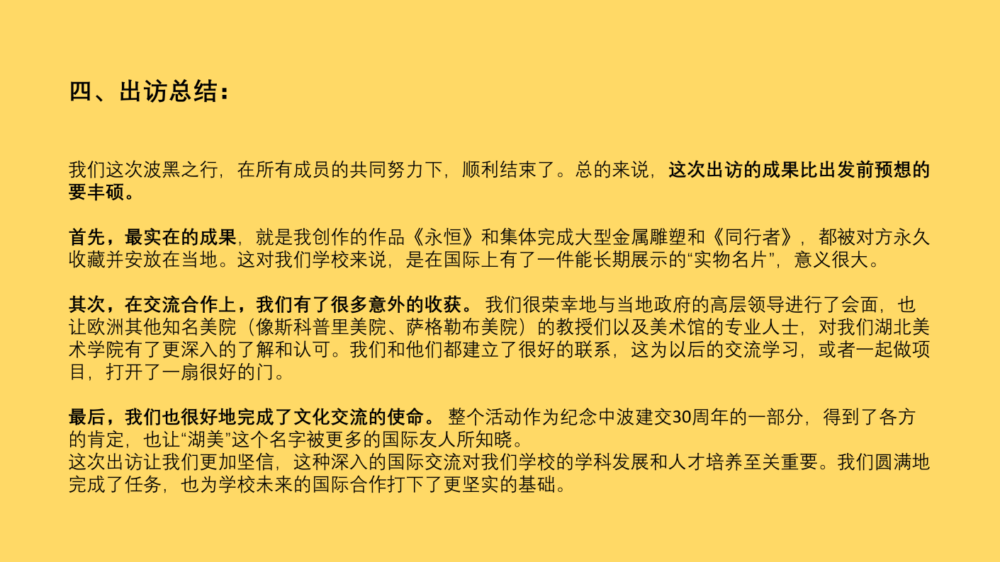 四、出访总结：
我们这次波黑之行，在所有成员的共同努力下，顺利结束了。总的来说，这次出访的成果比出发前预想的
要丰硕。
首先，最实在的成果，就是我创作的作品《永恒》和集体完成大型金属雕塑和《同行者》，都被对方永久
收藏并安放在当地。这对我们学校来说，是在国际上有了一件能长期展示的“实物名片”，意义很大。
其次，在交流合作上，我们有了很多意外的收获。 我们很荣幸地与当地政府的高层领导进行了会面，也
让欧洲其他知名美院（像斯科普里美院、萨格勒布美院）的教授们以及美术馆的专业人士，对我们湖北美
术学院有了更深入的了解和认可。我们和他们都建立了很好的联系，这为以后的交流学习，或者一起做项
目，打开了一扇很好的门。
最后，我们也很好地完成了文化交流的使命。 整个活动作为纪念中波建交30周年的一部分，得到了各方
的肯定，也让“湖美”这个名字被更多的国际友人所知晓。
这次出访让我们更加坚信，这种深入的国际交流对我们学校的学科发展和人才培养至关重要。我们圆满地
完成了任务，也为学校未来的国际合作打下了更坚实的基础。